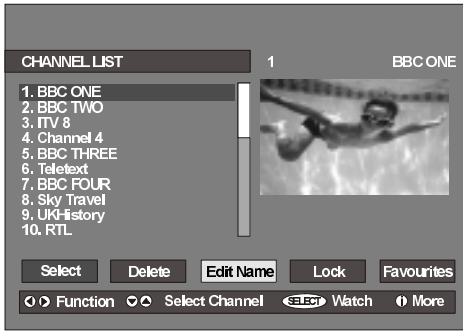 CHANNEL LIST
1 BBC ONE
1. BBC ONE
2. BBC TWO
3. ITV 8
4. Channel 4
5. BBC THREE
6. Teletext
7. BBC FOUR
8. Sky Travel
9. UKHistory
10. RTL
Select Delete Edit Name Lock Favourites
Function Select Channel SELECT Watch i More